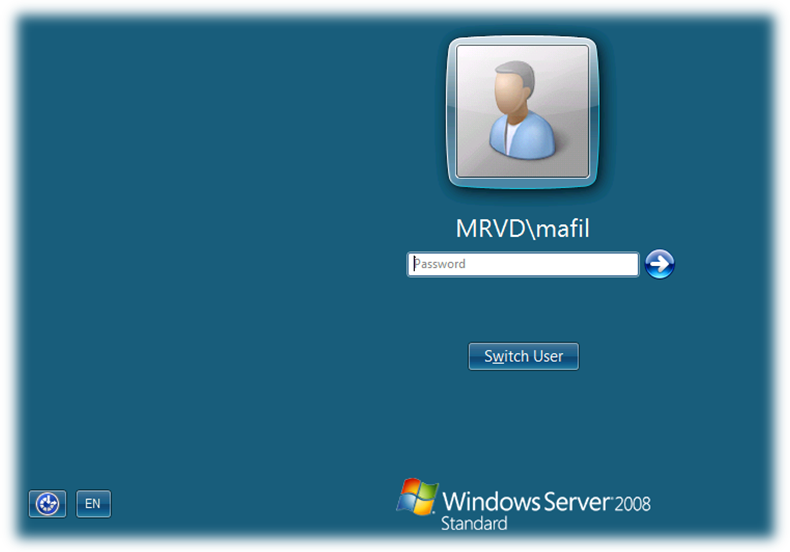 MRVD\mafil
Password
Switch User
EN
Windows Server 2008
Standard